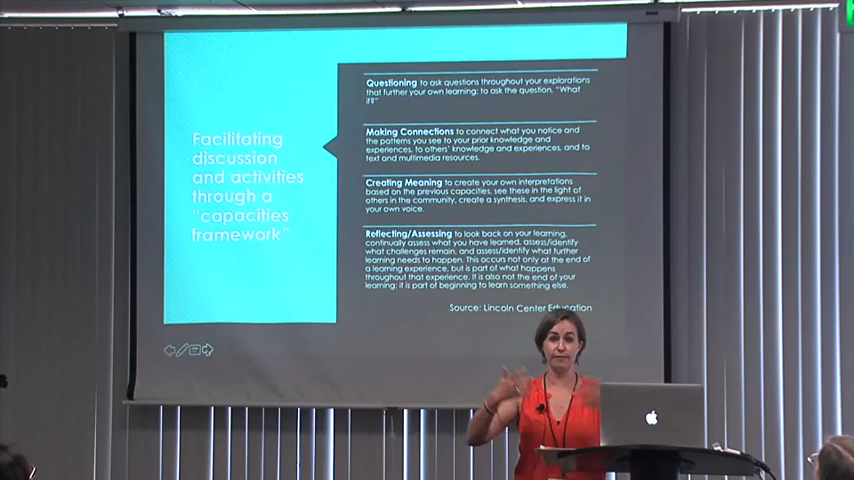 Facilitating
discussion
and activities
through a
"capacities
framework"
Questioning to ask questions throughout your explorations
that further your own learning; to ask the question, "What
if?"
Making Connections to connect what you notice and
the patterns you see to your prior knowledge and
experiences, to others' knowledge and experiences, and to
text and multimedia resources.
Creating Meaning to create your own interpretations
based on the previous capacities, see these in the light of
others in the community, create a synthesis, and express it in
your own voice.
Reflecting/Assessing to look back on your learning,
continually assess what you have learned, assess/identify
what challenges remain, and assess/identify what further
learning needs to happen. This occurs not only at the end of
a learning experience, but is part of what happens
throughout that experience. It is also not the end of your
learning; it is part of beginning to learn something else.
Source: Lincoln Center Education